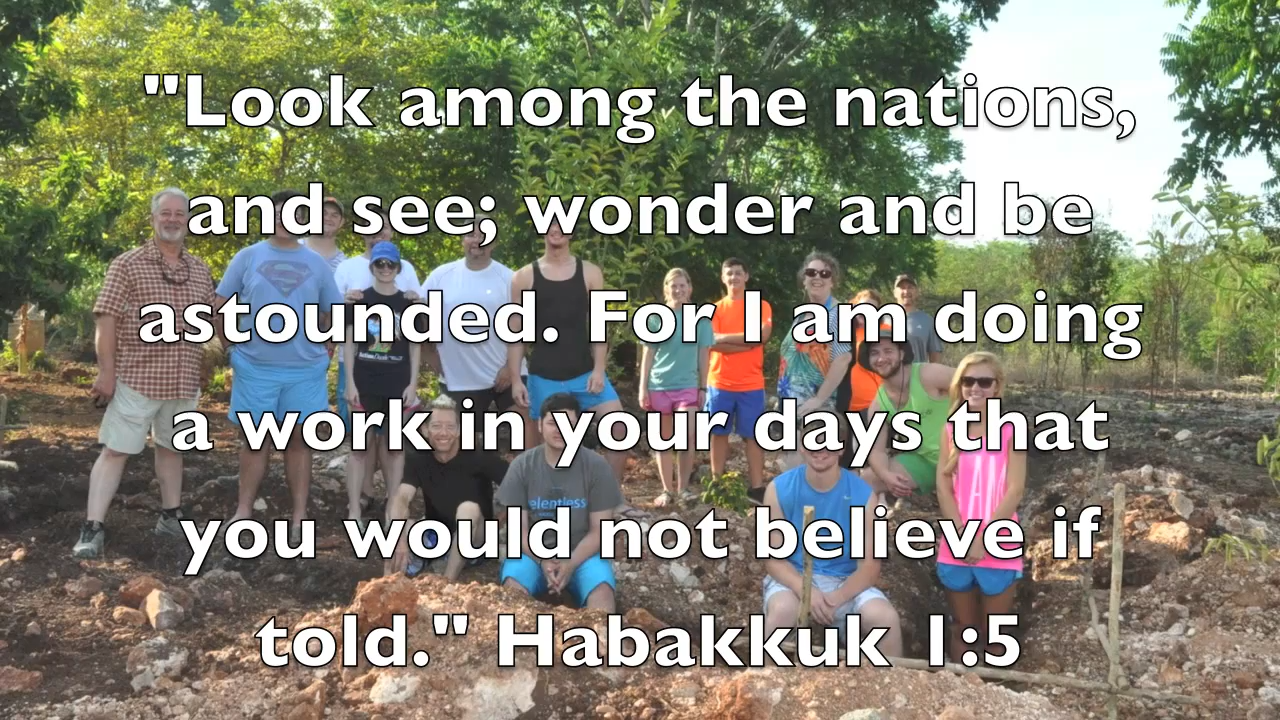 "Look among the nations,
and see; wonder and be
astounded. For I am doing
a work in your days that
you would not believe if
told." Habakkuk 1:5
relentless